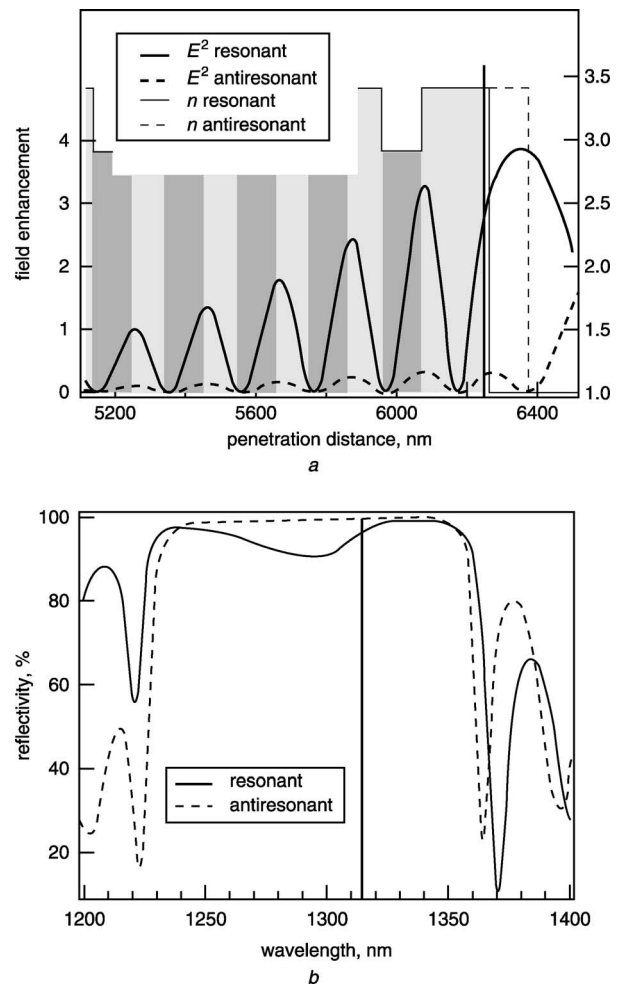 E² resonant
E² antiresonant
n resonant
n antiresonant
field enhancement
4
3
2
1
0
3.5
3.0
2.5
2.0
1.5
1.0
5200 5600 6000 6400
penetration distance, nm
a
reflectivity, %
100
80
60
40
20
resonant
antiresonant
1200 1250 1300 1350 1400
wavelength, nm
b